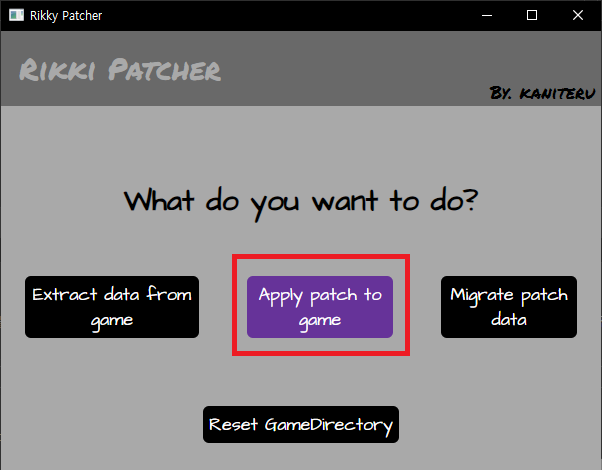 Rikky Patcher
Rikki Patcher
By. kaniteru
What do you want to do?
Extract data from
game
Apply patch to
game
Migrate patch
data
Reset GameDirectory